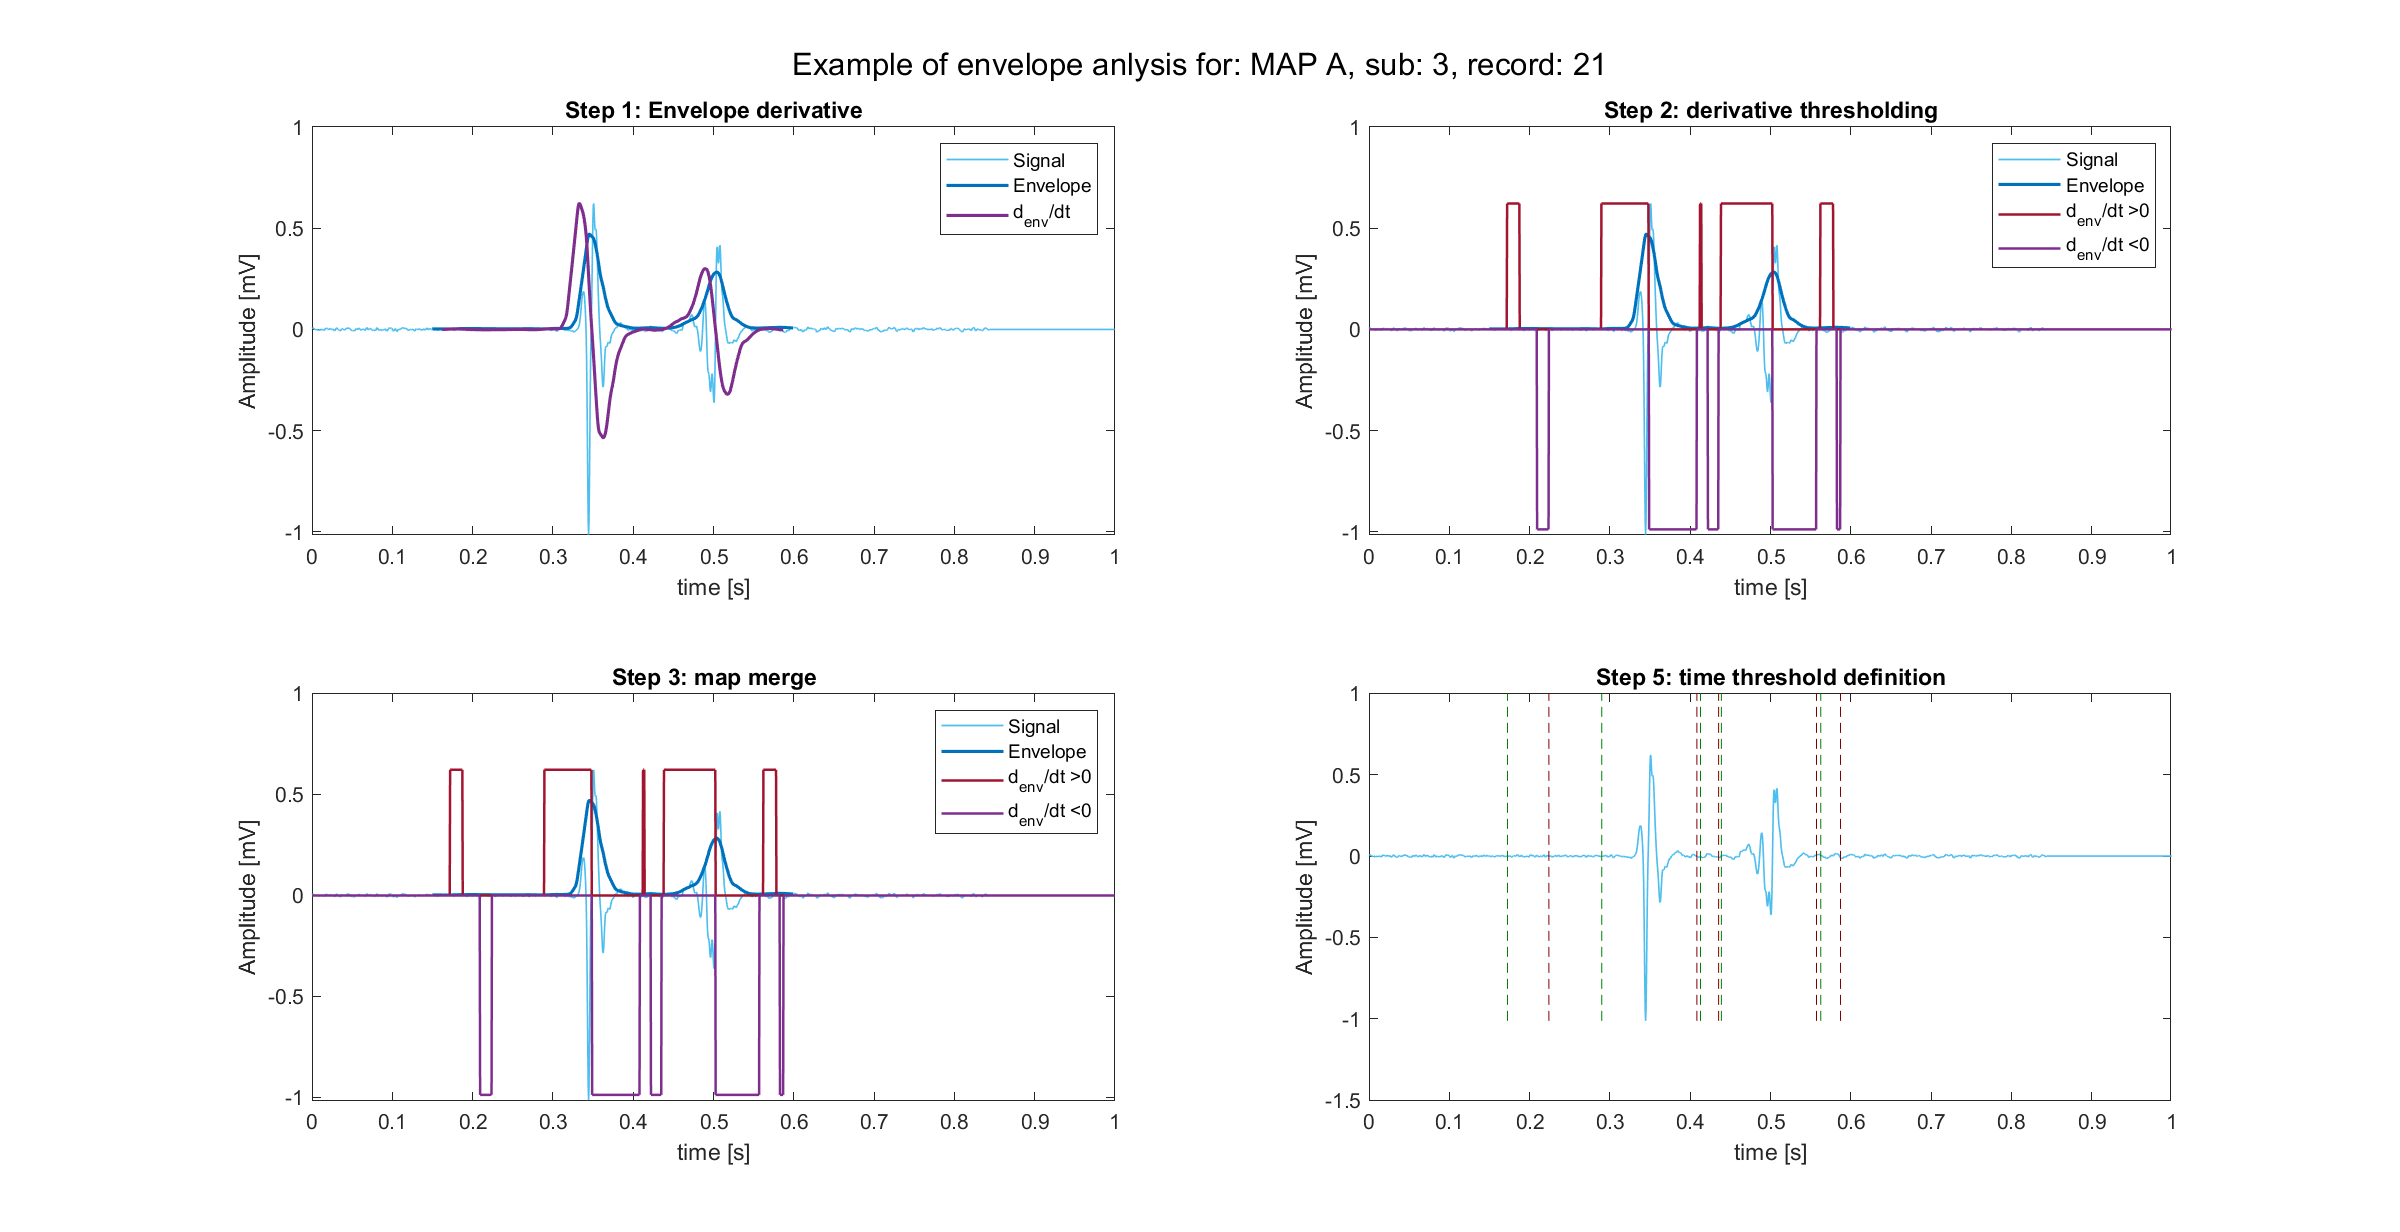 Example of envelope anlysis for: MAP A, sub: 3, record: 21
Step 1: Envelope derivative
1
0.5
0
-0.5
-1
Amplitude [mV]
0 0.1 0.2 0.3 0.4 0.5 0.6 0.7 0.8 0.9 1
time [s]
Signal
Envelope
d_env/dt
Step 2: derivative thresholding
1
0.5
0
-0.5
-1
Amplitude [mV]
0 0.1 0.2 0.3 0.4 0.5 0.6 0.7 0.8 0.9 1
time [s]
Signal
Envelope
d_env/dt >0
d_env/dt <0
Step 3: map merge
1
0.5
0
-0.5
-1
Amplitude [mV]
0 0.1 0.2 0.3 0.4 0.5 0.6 0.7 0.8 0.9 1
time [s]
Signal
Envelope
d_env/dt >0
d_env/dt <0
Step 5: time threshold definition
1
0.5
0
-0.5
-1
-1.5
Amplitude [mV]
0 0.1 0.2 0.3 0.4 0.5 0.6 0.7 0.8 0.9 1
time [s]